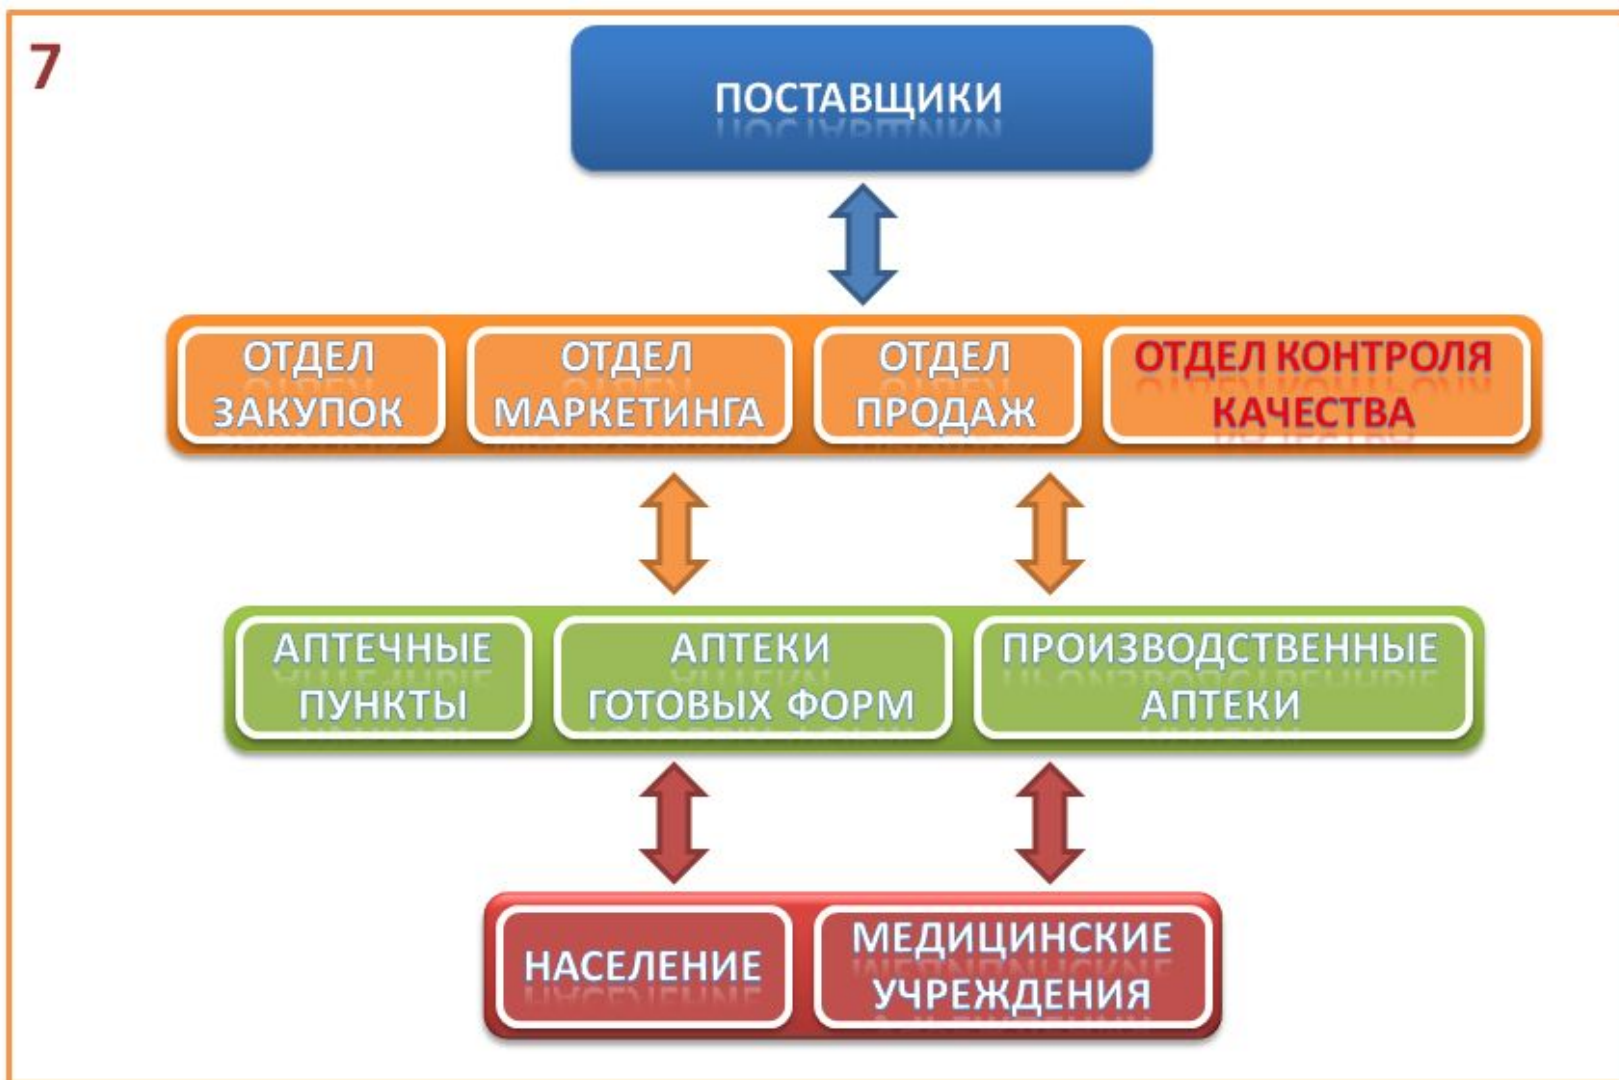 7
ПОСТАВЩИКИ
ОТДЕЛ
ЗАКУПОК
ОТДЕЛ
МАРКЕТИНГА
ОТДЕЛ
ПРОДАЖ
ОТДЕЛ КОНТРОЛЯ
КАЧЕСТВА
АПТЕЧНЫЕ
ПУНКТЫ
АПТЕКИ
ГОТОВЫХ ФОРМ
ПРОИЗВОДСТВЕННЫЕ
АПТЕКИ
НАСЕЛЕНИЕ
МЕДИЦИНСКИЕ
УЧРЕЖДЕНИЯ